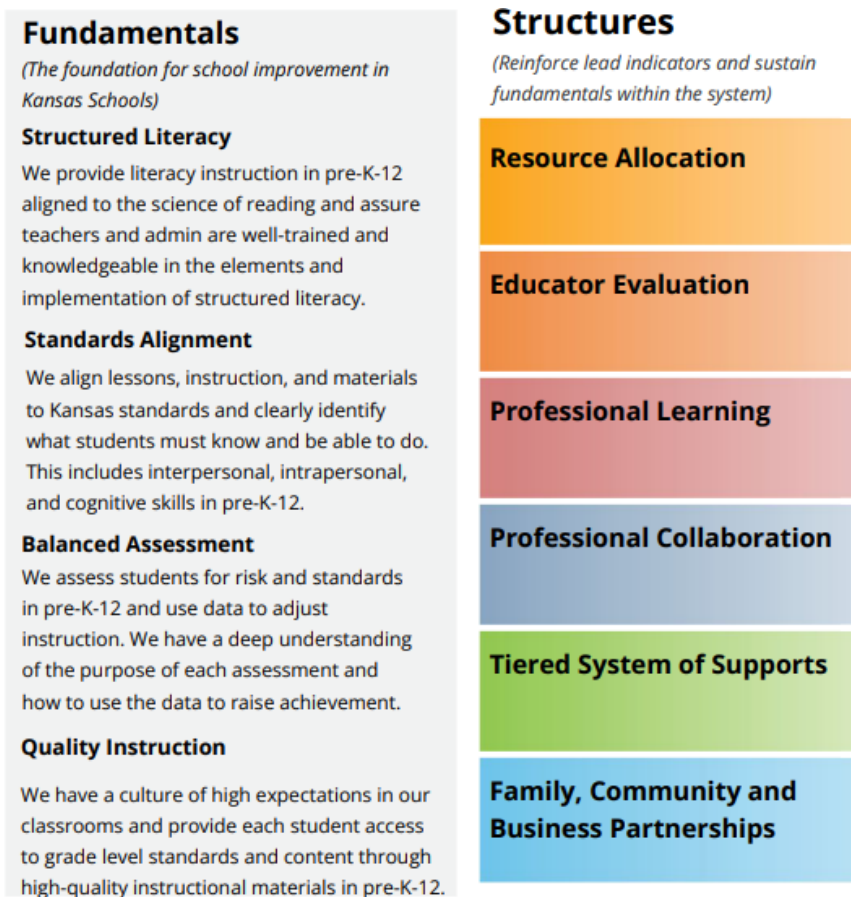 Fundamentals
(The foundation for school improvement in
Kansas Schools)
Structured Literacy
We provide literacy instruction in pre-K-12
aligned to the science of reading and assure
teachers and admin are well-trained and
knowledgeable in the elements and
implementation of structured literacy.
Standards Alignment
We align lessons, instruction, and materials
to Kansas standards and clearly identify
what students must know and be able to do.
This includes interpersonal, intrapersonal,
and cognitive skills in pre-K-12.
Balanced Assessment
We assess students for risk and standards
in pre-K-12 and use data to adjust
instruction. We have a deep understanding
of the purpose of each assessment and
how to use the data to raise achievement.
Quality Instruction
We have a culture of high expectations in our
classrooms and provide each student access
to grade level standards and content through
high-quality instructional materials in pre-K-12.
Structures
(Reinforce lead indicators and sustain
fundamentals within the system)
Resource Allocation
Educator Evaluation
Professional Learning
Professional Collaboration
Tiered System of Supports
Family, Community and
Business Partnerships